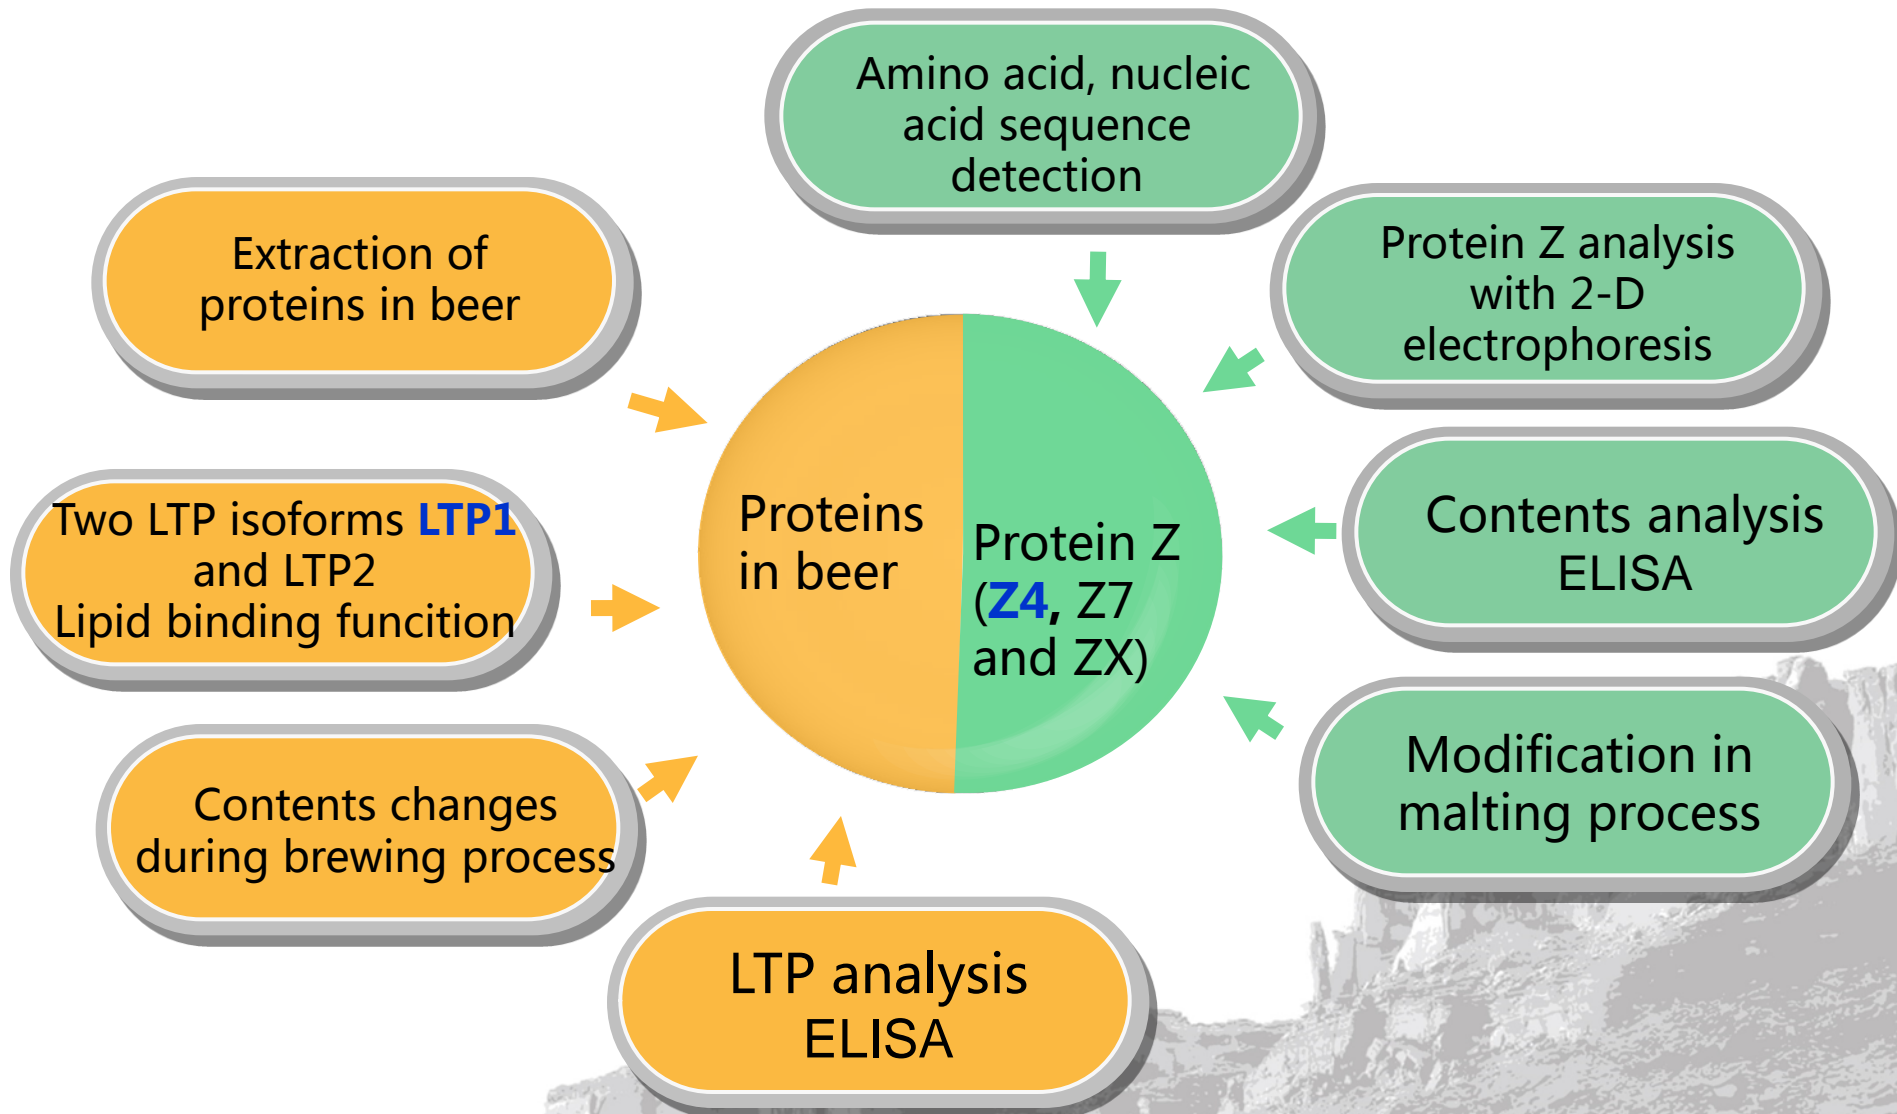 Amino acid, nucleic
acid sequence
detection
Extraction of
proteins in beer
Protein Z analysis
with 2-D
electrophoresis
Two LTP isoforms LTP1
and LTP2
Lipid binding funcition
Proteins
in beer
Protein Z
(Z4, Z7
and ZX)
Contents analysis
ELISA
Contents changes
during brewing process
Modification in
malting process
LTP analysis
ELISA